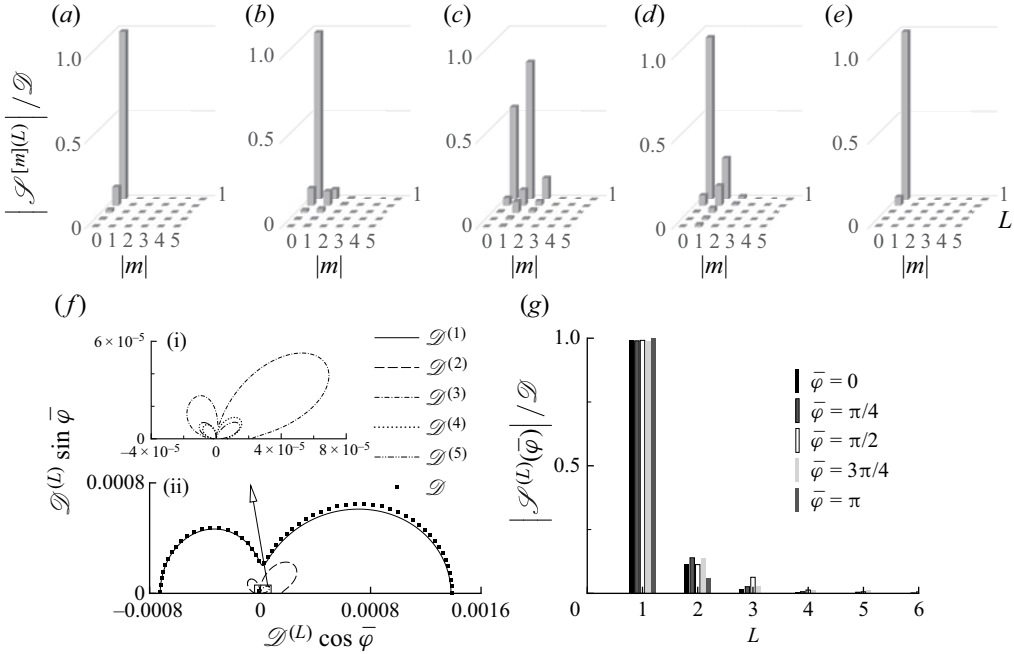 (a) (b) (c) (d) (e)
|𝒮^[m](L)| / 𝒟
1.0 1.0 1.0 1.0 1.0
0.5 0.5 0.5 0.5 0.5
1 1 1 1 1
0 0 0 0 0
L
0 1 2 3 4 5 0 1 2 3 4 5 0 1 2 3 4 5 0 1 2 3 4 5 0 1 2 3 4 5
|m| |m| |m| |m| |m|
(f)
𝒟^(L) sin φ̄
6 × 10^-5
(i)
0
−4 × 10^-5 0 4 × 10^-5 8 × 10^-5
𝒟^(1)
𝒟^(2)
𝒟^(3)
𝒟^(4)
𝒟^(5)
𝒟
0.0008
(ii)
0
−0.0008 0 0.0008 0.0016
𝒟^(L) cos φ̄
(g)
|𝒮^(L)(φ̄)| / 𝒟
1.0
0.5
0
φ̄ = 0
φ̄ = π/4
φ̄ = π/2
φ̄ = 3π/4
φ̄ = π
1 2 3 4 5 6
L